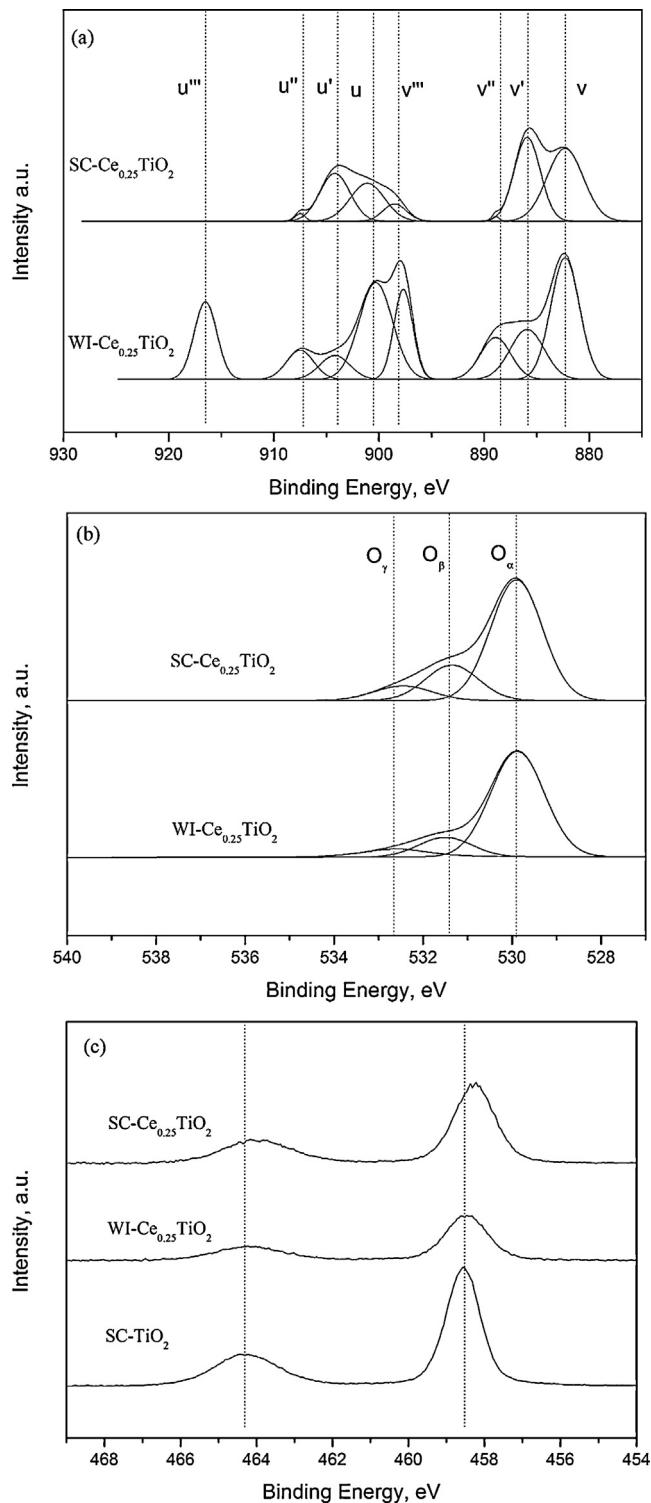 (a)
u''' u'' u' u v''' v'' v' v
SC-Ce0.25TiO2
WI-Ce0.25TiO2
Intensity a.u.
930 920 910 900 890 880
Binding Energy, eV
(b)
Oγ Oβ Oα
SC-Ce0.25TiO2
WI-Ce0.25TiO2
Intensity, a.u.
540 538 536 534 532 530 528
Binding Energy, eV
(c)
SC-Ce0.25TiO2
WI-Ce0.25TiO2
SC-TiO2
Intensity, a.u.
468 466 464 462 460 458 456 454
Binding Energy, eV